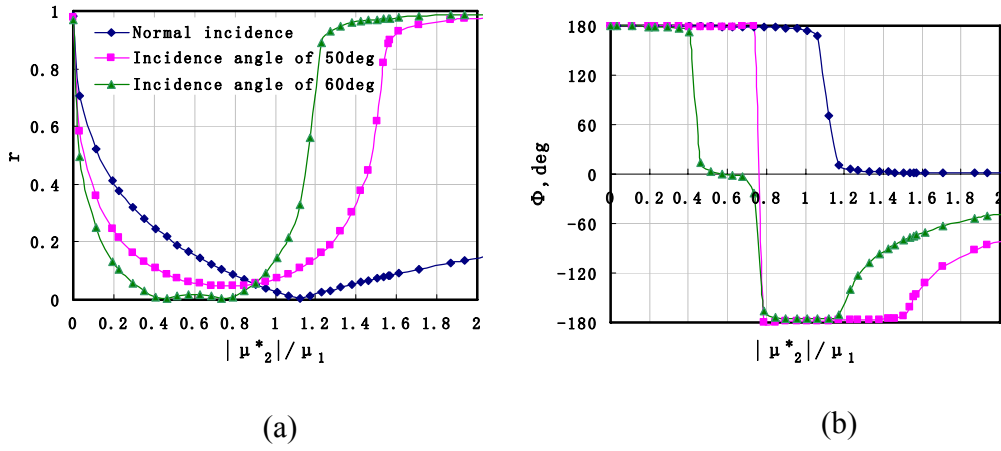 1
0.8
0.6
0.4
0.2
0
r
Normal incidence
Incidence angle of 50deg
Incidence angle of 60deg
0 0.2 0.4 0.6 0.8 1 1.2 1.4 1.6 1.8 2
|μ*2|/μ1
(a)
180
120
60
0
-60
-120
-180
Φ, deg
0 0.2 0.4 0.6 0.8 1 1.2 1.4 1.6 1.8 2
|μ*2|/μ1
(b)